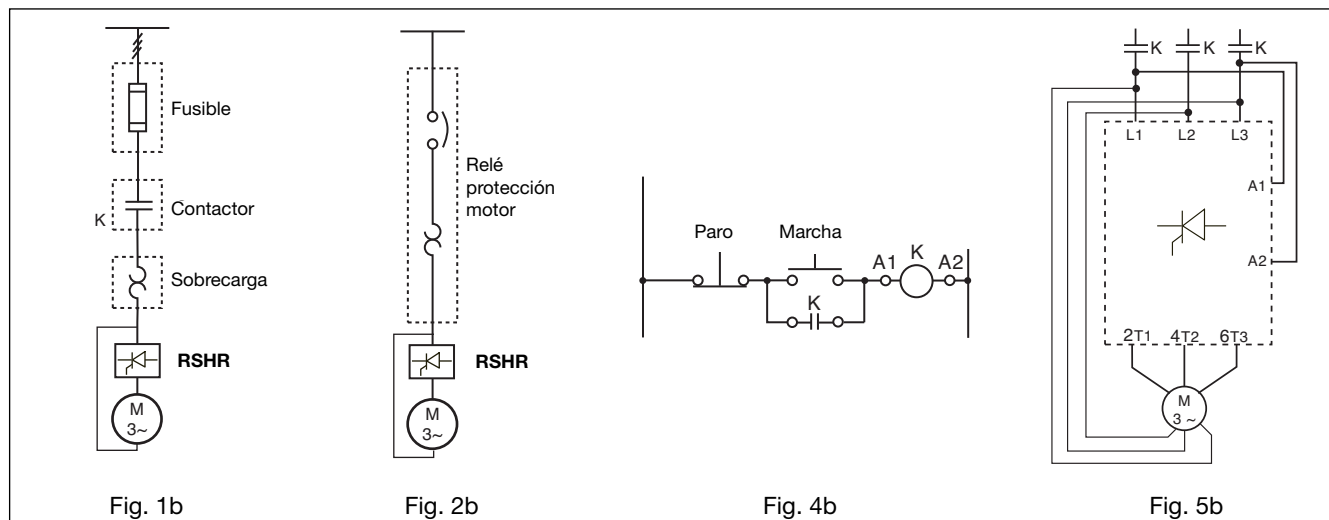 Fusible
Contactor
K
Sobrecarga
RSHR
M
3~
Fig. 1b
Relé
protección
motor
RSHR
M
3~
Fig. 2b
Paro
Marcha
A1
K
A2
K
Fig. 4b
K
K
K
L1
L2
L3
A1
A2
2T1
4T2
6T3
M
3 ~
Fig. 5b